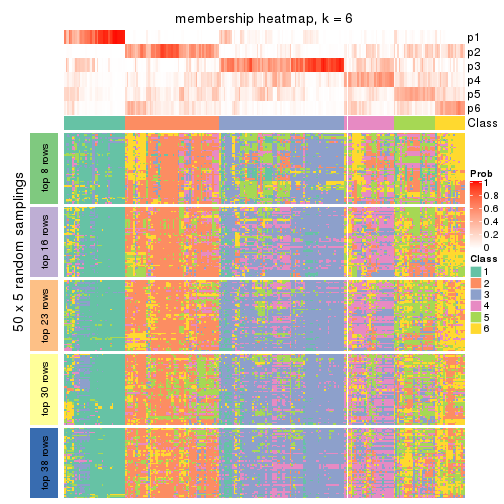 membership heatmap, k = 6
p1
p2
p3
p4
p5
p6
Class
50 x 5 random samplings
top 8 rows
top 16 rows
top 23 rows
top 30 rows
top 38 rows
Prob
1
0.8
0.6
0.4
0.2
0
Class
1
2
3
4
5
6